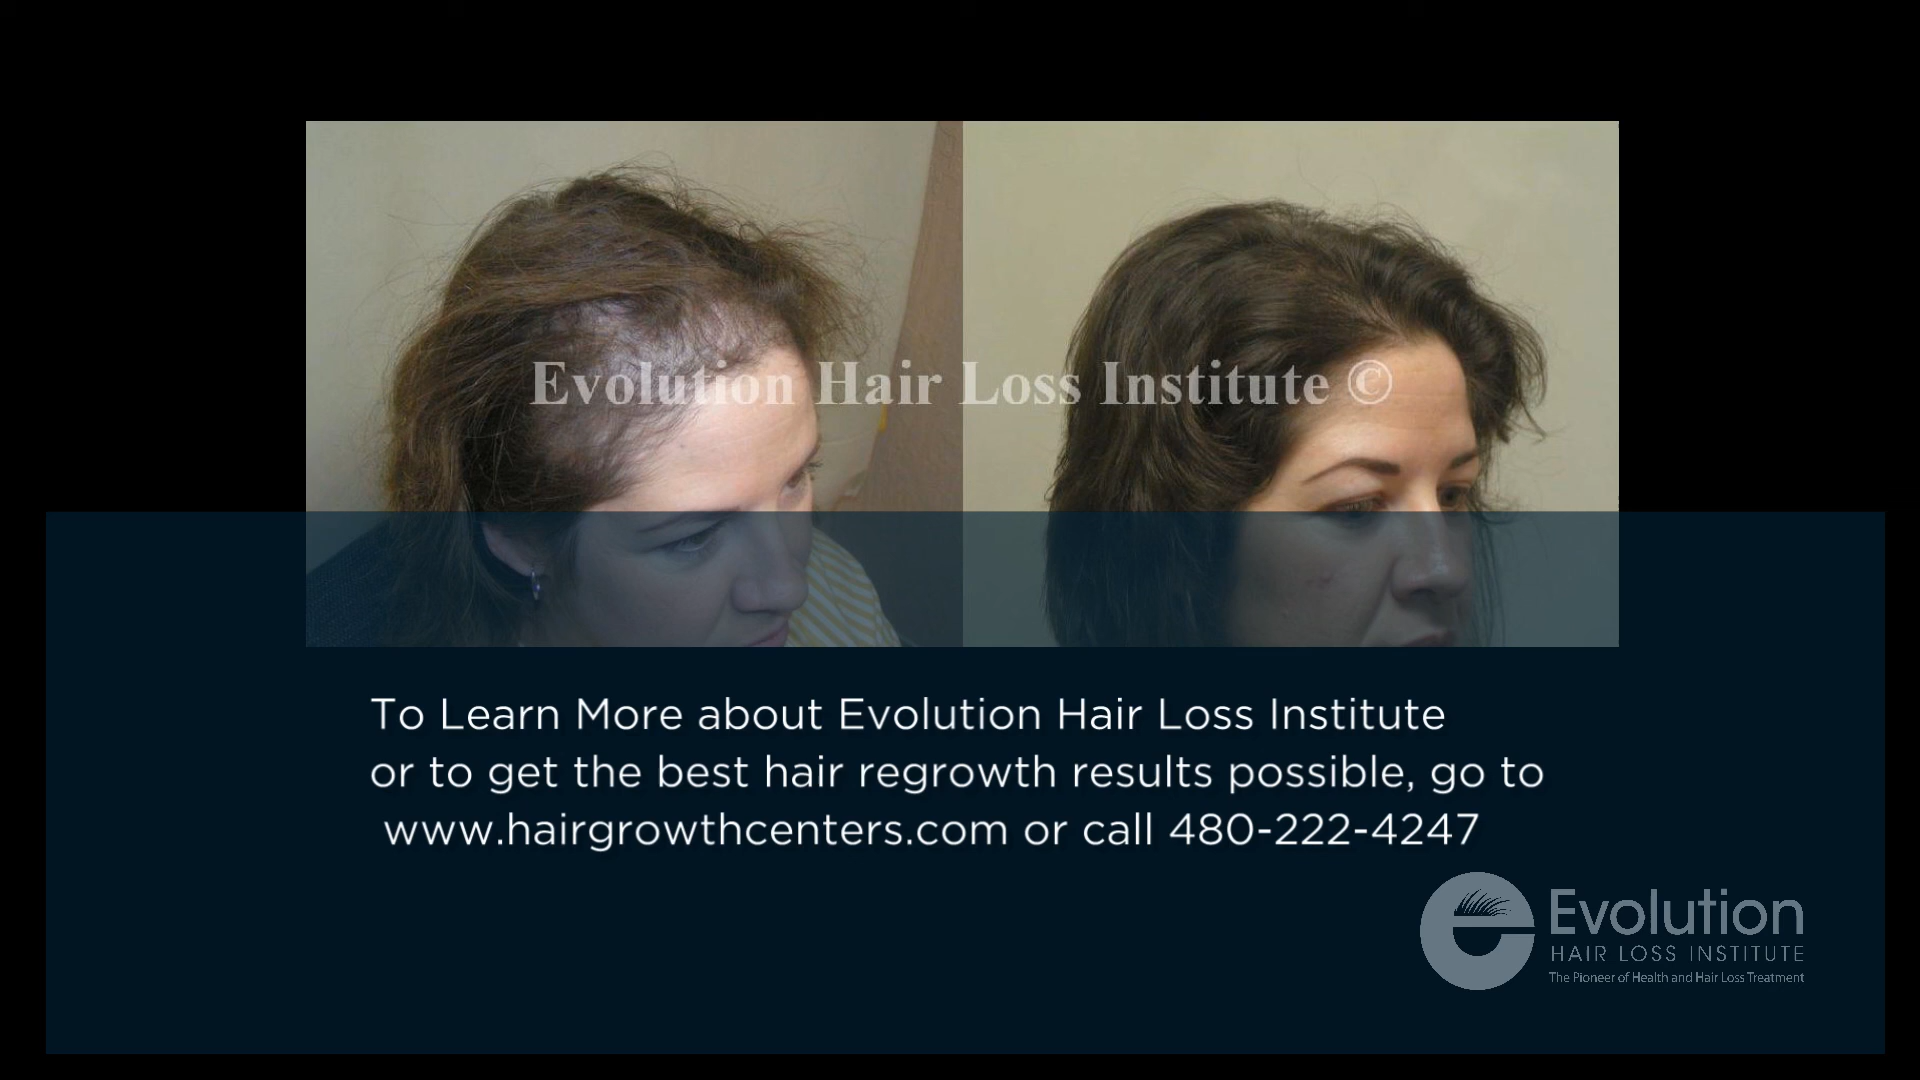 Evolution Hair Loss Institute ©
To Learn More about Evolution Hair Loss Institute
or to get the best hair regrowth results possible, go to
www.hairgrowthcenters.com or call 480-222-4247
e Evolution
HAIR LOSS INSTITUTE
The Pioneer of Health and Hair Loss Treatment